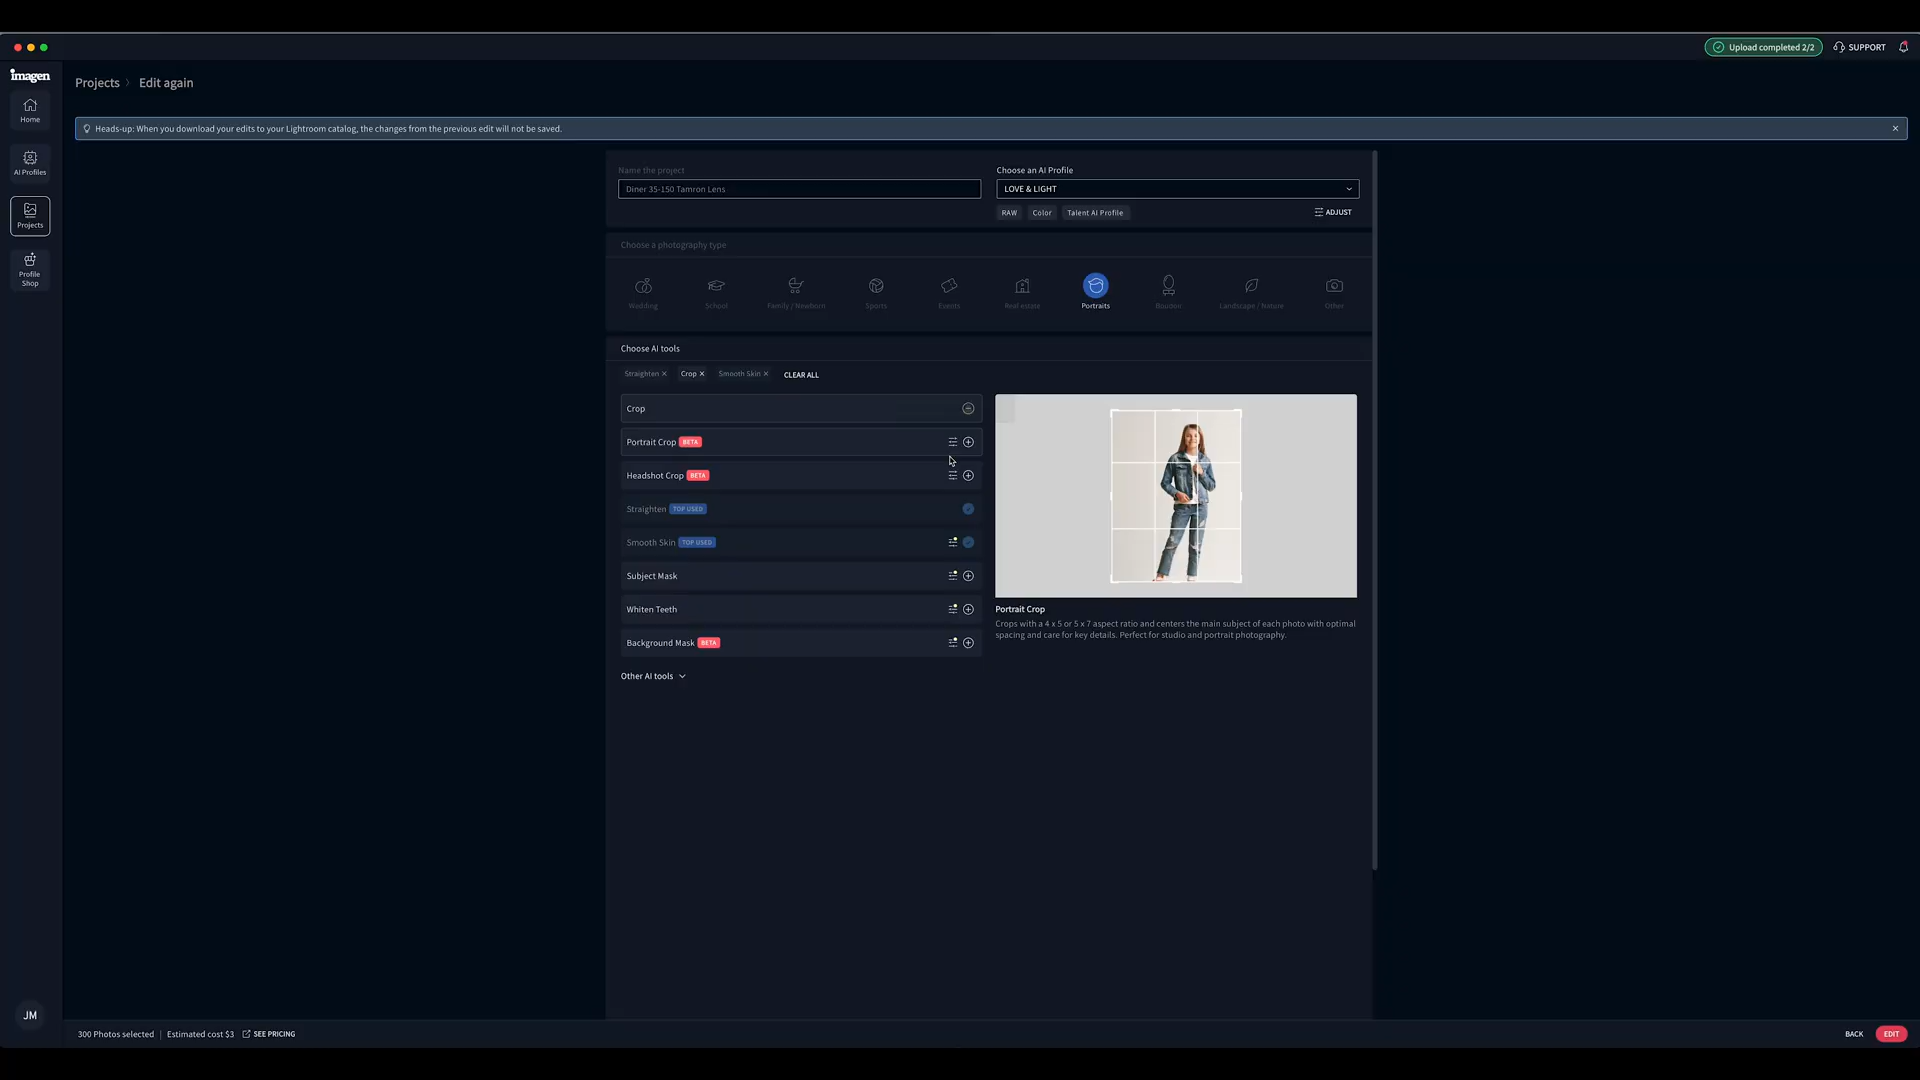 Upload completed 2/2
SUPPORT
imagen
Projects
Edit again
Home
AI Profiles
Projects
Profile
Shop
Heads-up: When you download your edits to your Lightroom catalog, the changes from the previous edit will not be saved.
Name the project
Diner 35-150 Tamron Lens
Choose an AI Profile
LOVE & LIGHT
RAW
Color
Talent AI Profile
ADJUST
Choose a photography type
Wedding
School
Family / Newborn
Sports
Events
Real estate
Portraits
Boudoir
Landscape / Nature
Other
Choose AI tools
Straighten
Crop
Smooth Skin
CLEAR ALL
Crop
Portrait Crop BETA
Headshot Crop BETA
Straighten TOP USED
Smooth Skin TOP USED
Subject Mask
Whiten Teeth
Background Mask BETA
Other AI tools
Portrait Crop
Crops with a 4 x 5 or 5 x 7 aspect ratio and centers the main subject of each photo with optimal
spacing and care for key details. Perfect for studio and portrait photography.
JM
300 Photos selected
Estimated cost $3
SEE PRICING
BACK
EDIT